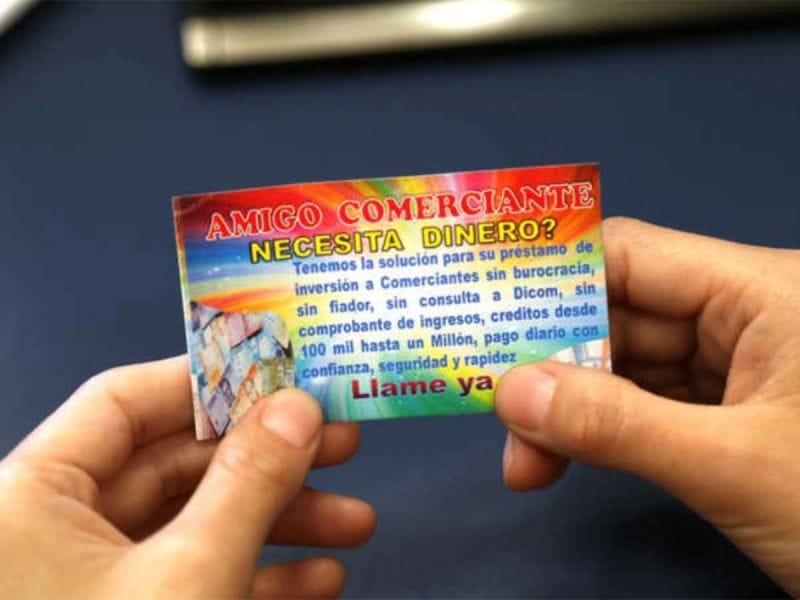 AMIGO COMERCIANTE
NECESITA DINERO?
Tenemos la solución para su préstamo de
inversión a Comerciantes sin burocracía,
sin fiador, sin consulta a Dicom, sin
comprobante de ingresos, creditos desde
100 mil hasta un Millón, pago diario con
confianza, seguridad y rapidez
Llame ya